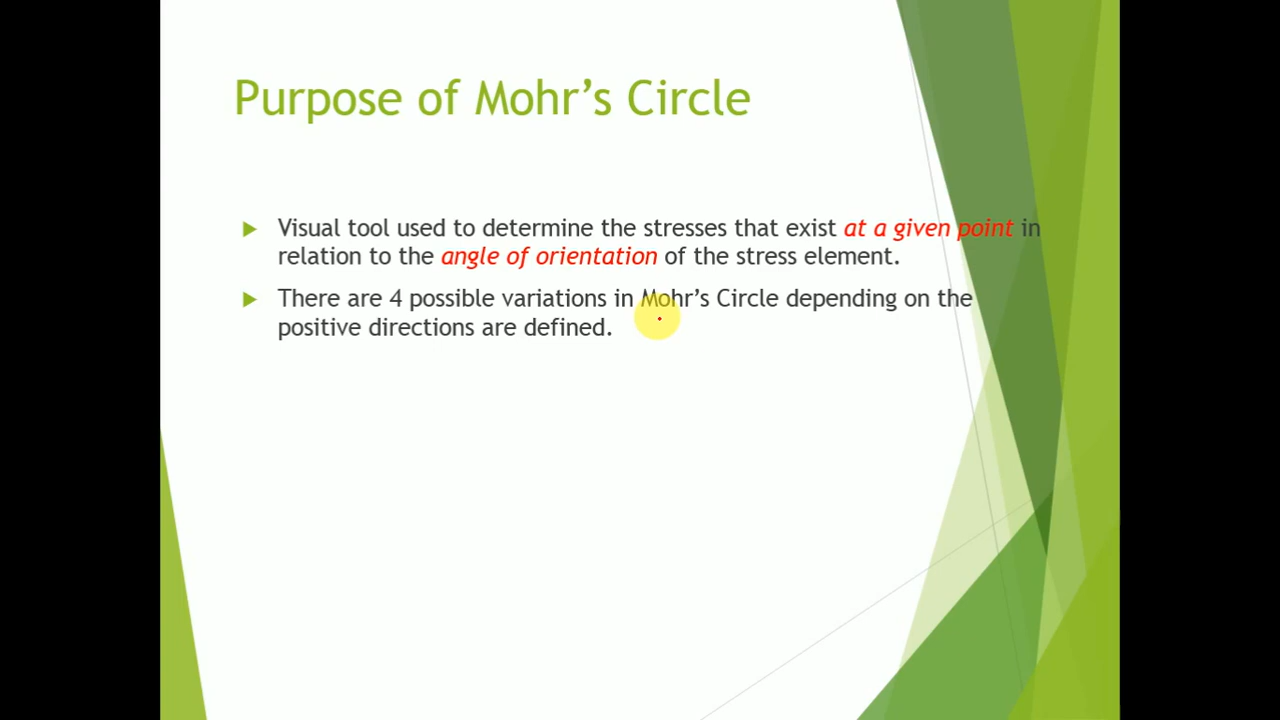 Purpose of Mohr’s Circle
Visual tool used to determine the stresses that exist at a given point in
relation to the angle of orientation of the stress element.
There are 4 possible variations in Mohr’s Circle depending on the
positive directions are defined.